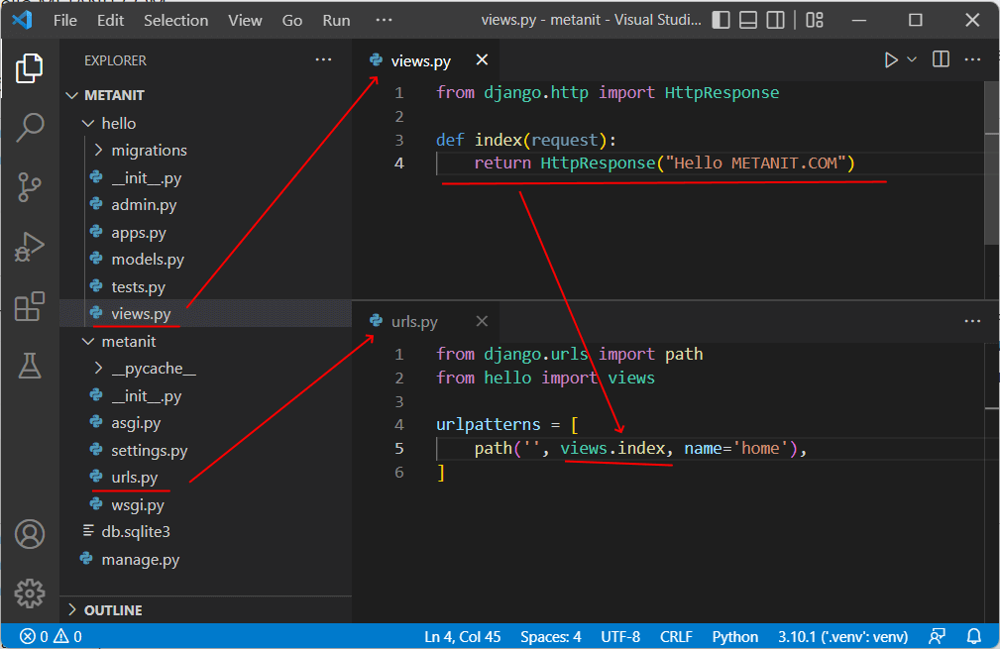 File Edit Selection View Go Run ··· views.py - metanit - Visual Studi...
EXPLORER ···
METANIT
hello
migrations
__init__.py
admin.py
apps.py
models.py
tests.py
views.py
metanit
__pycache__
__init__.py
asgi.py
settings.py
urls.py
wsgi.py
db.sqlite3
manage.py
OUTLINE
views.py
1 from django.http import HttpResponse
2
3 def index(request):
4 return HttpResponse("Hello METANIT.COM")
urls.py
1 from django.urls import path
2 from hello import views
3
4 urlpatterns = [
5 path('', views.index, name='home'),
6 ]
0 0 Ln 4, Col 45 Spaces: 4 UTF-8 CRLF Python 3.10.1 ('.venv': venv)